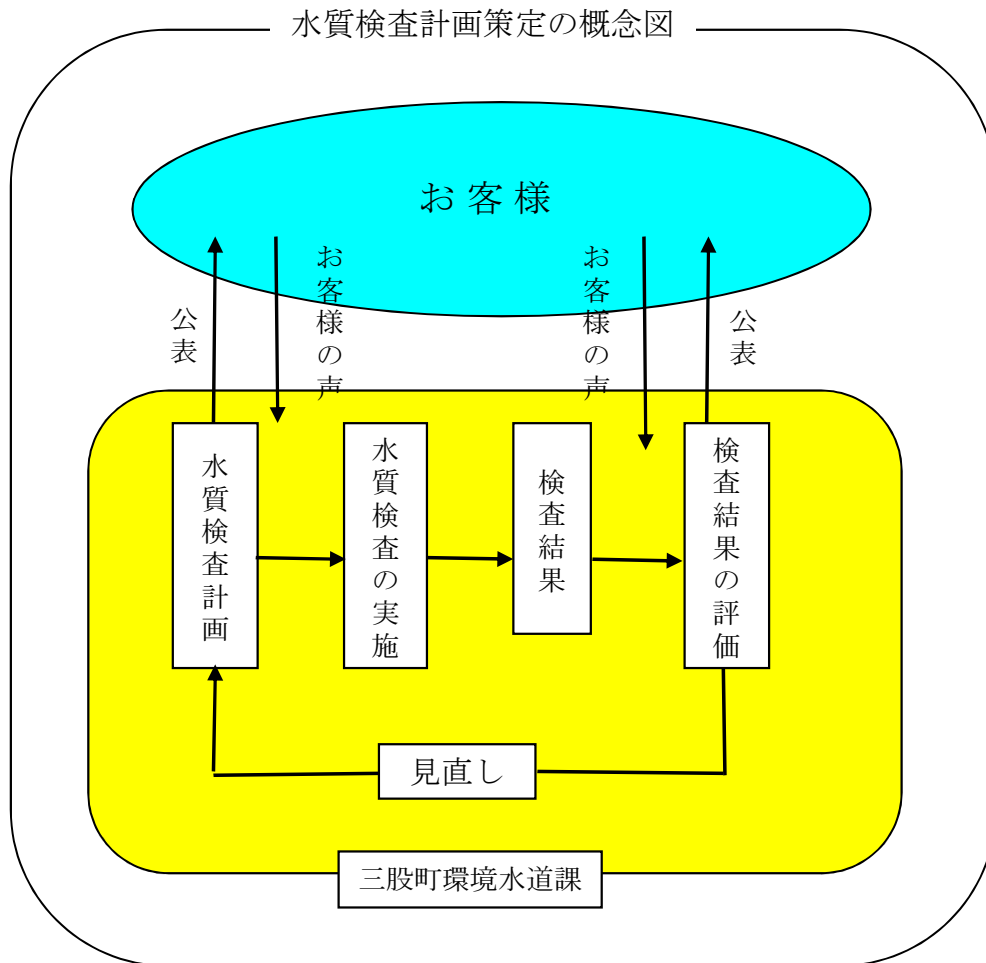 水質検査計画策定の概念図
お客様
公表
お客様の声
お客様の声
公表
水質検査計画
水質検査の実施
検査結果
検査結果の評価
見直し
三股町環境水道課